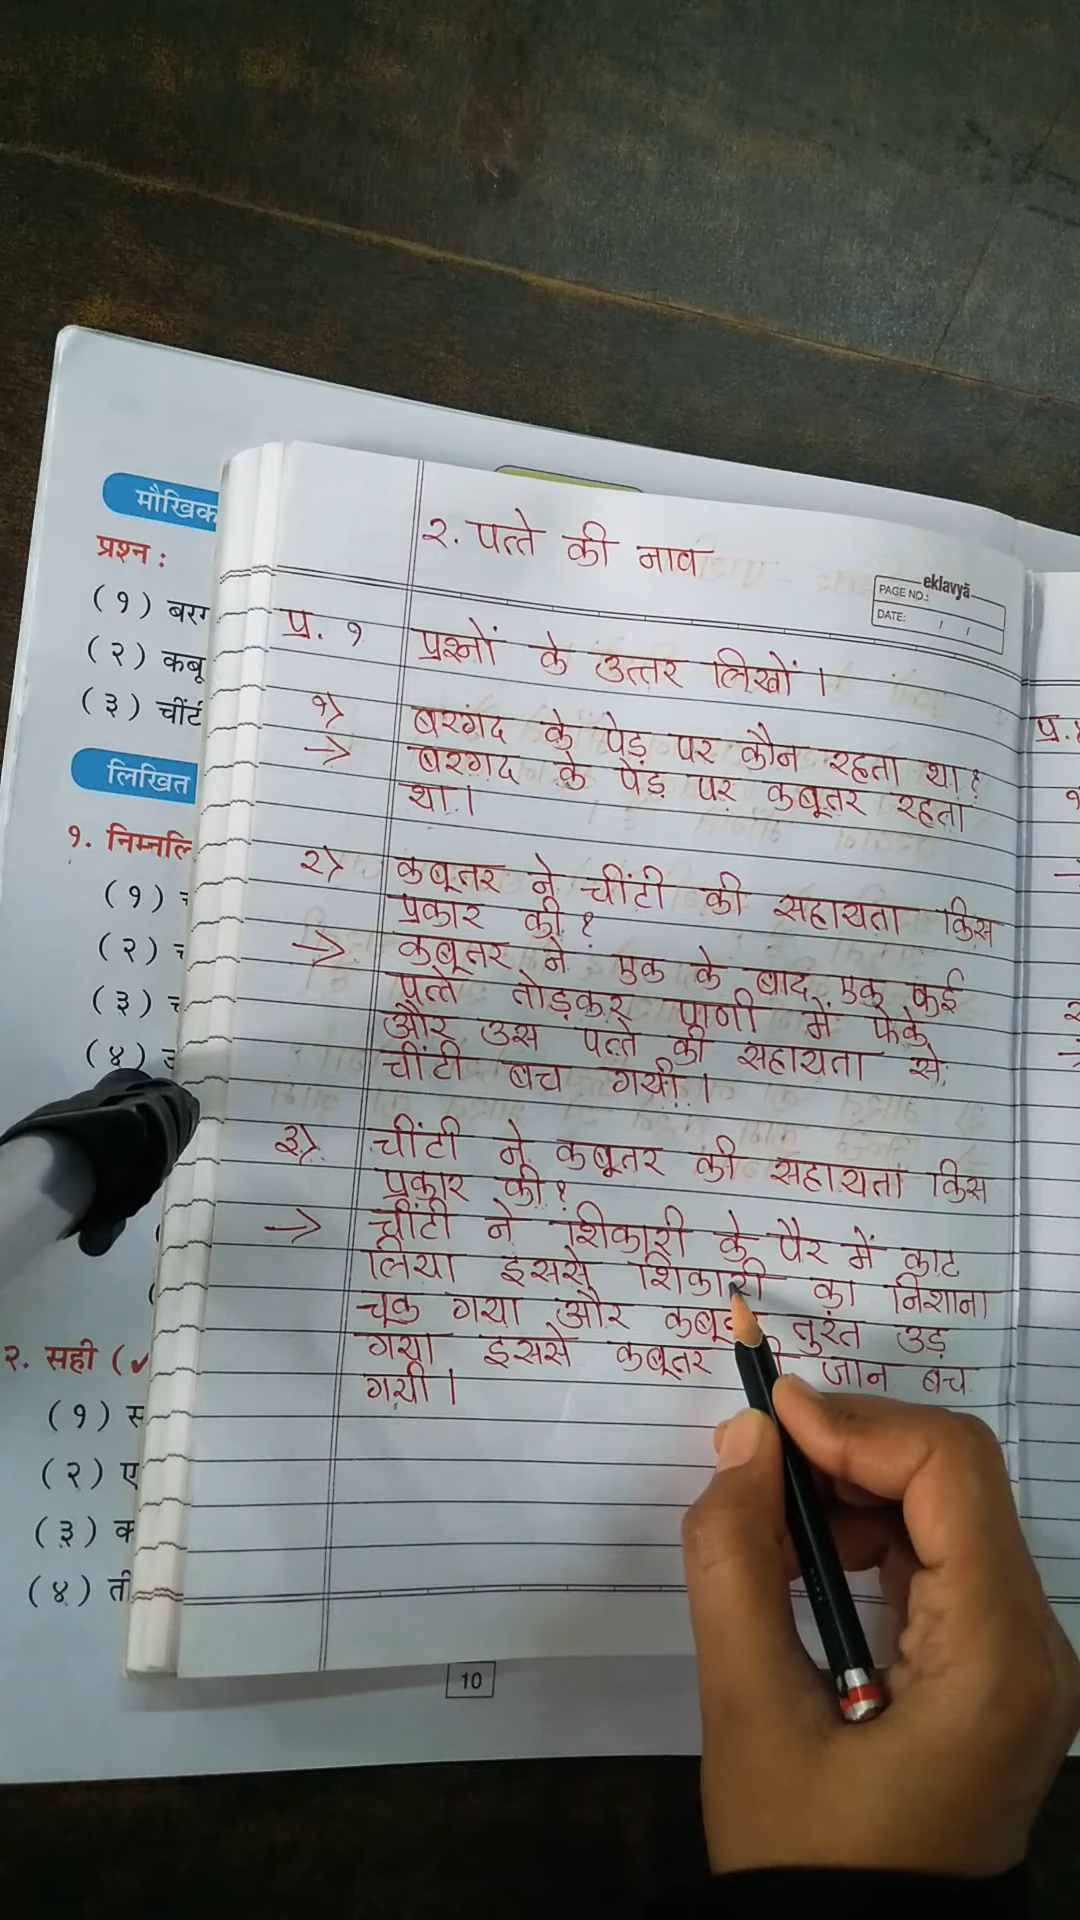 मौखिक
प्रश्न :
(१) बरग
(२) कबू
(३) चींटी
लिखित
१. निम्नलि
(१)
(२)
(३)
(४)
२. सही (✓
(१) स
(२) ए
(३) क
(४) ती
२. पत्ते की नाव
eklavyā
PAGE NO.:
DATE: / /
प्र. १ प्रश्नों के उत्तर लिखों ।
१) बरगद के पेड़ पर कौन रहता था?
→ बरगद के पेड़ पर कबूतर रहता
था।
२) कबूतर ने चींटी की सहायता किस
प्रकार की?
→ कबूतर ने एक के बाद एक कई
पत्ते तोड़कर पाणी में फेंके
और उस पत्ते की सहायता से
चींटी बच गयी।
३) चींटी ने कबूतर की सहायता किस
प्रकार की?
→ चींटी ने शिकारी के पैर में काट
लिया इससे शिकारी का निशाना
चूक गया और तुरंत उड़
गया इससे कबूतर जान बच
गयी।
10
प्र.